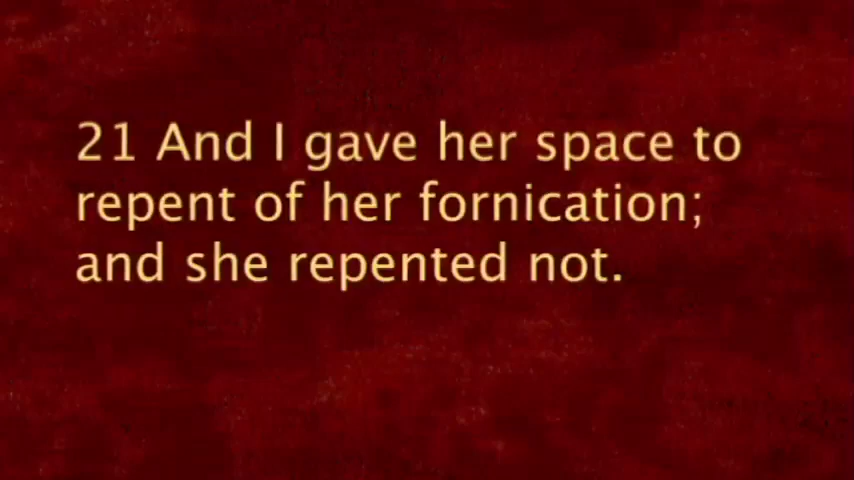 21 And I gave her space to
repent of her fornication;
and she repented not.